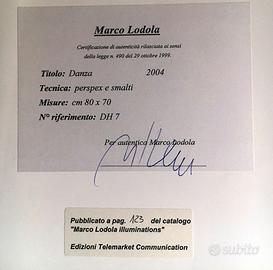 Marco Lodola
Certificazione di autenticità rilasciata ai sensi
della legge n. 490 del 29 ottobre 1999.
Titolo: Danza 2004
Tecnica: perspex e smalti
Misure: cm 80 x 70
N° riferimento: DH 7
Per autentica Marco Lodola
Pubblicato a pag. 123 del catalogo
"Marco Lodola illuminations"
Edizioni Telemarket Communication
subito